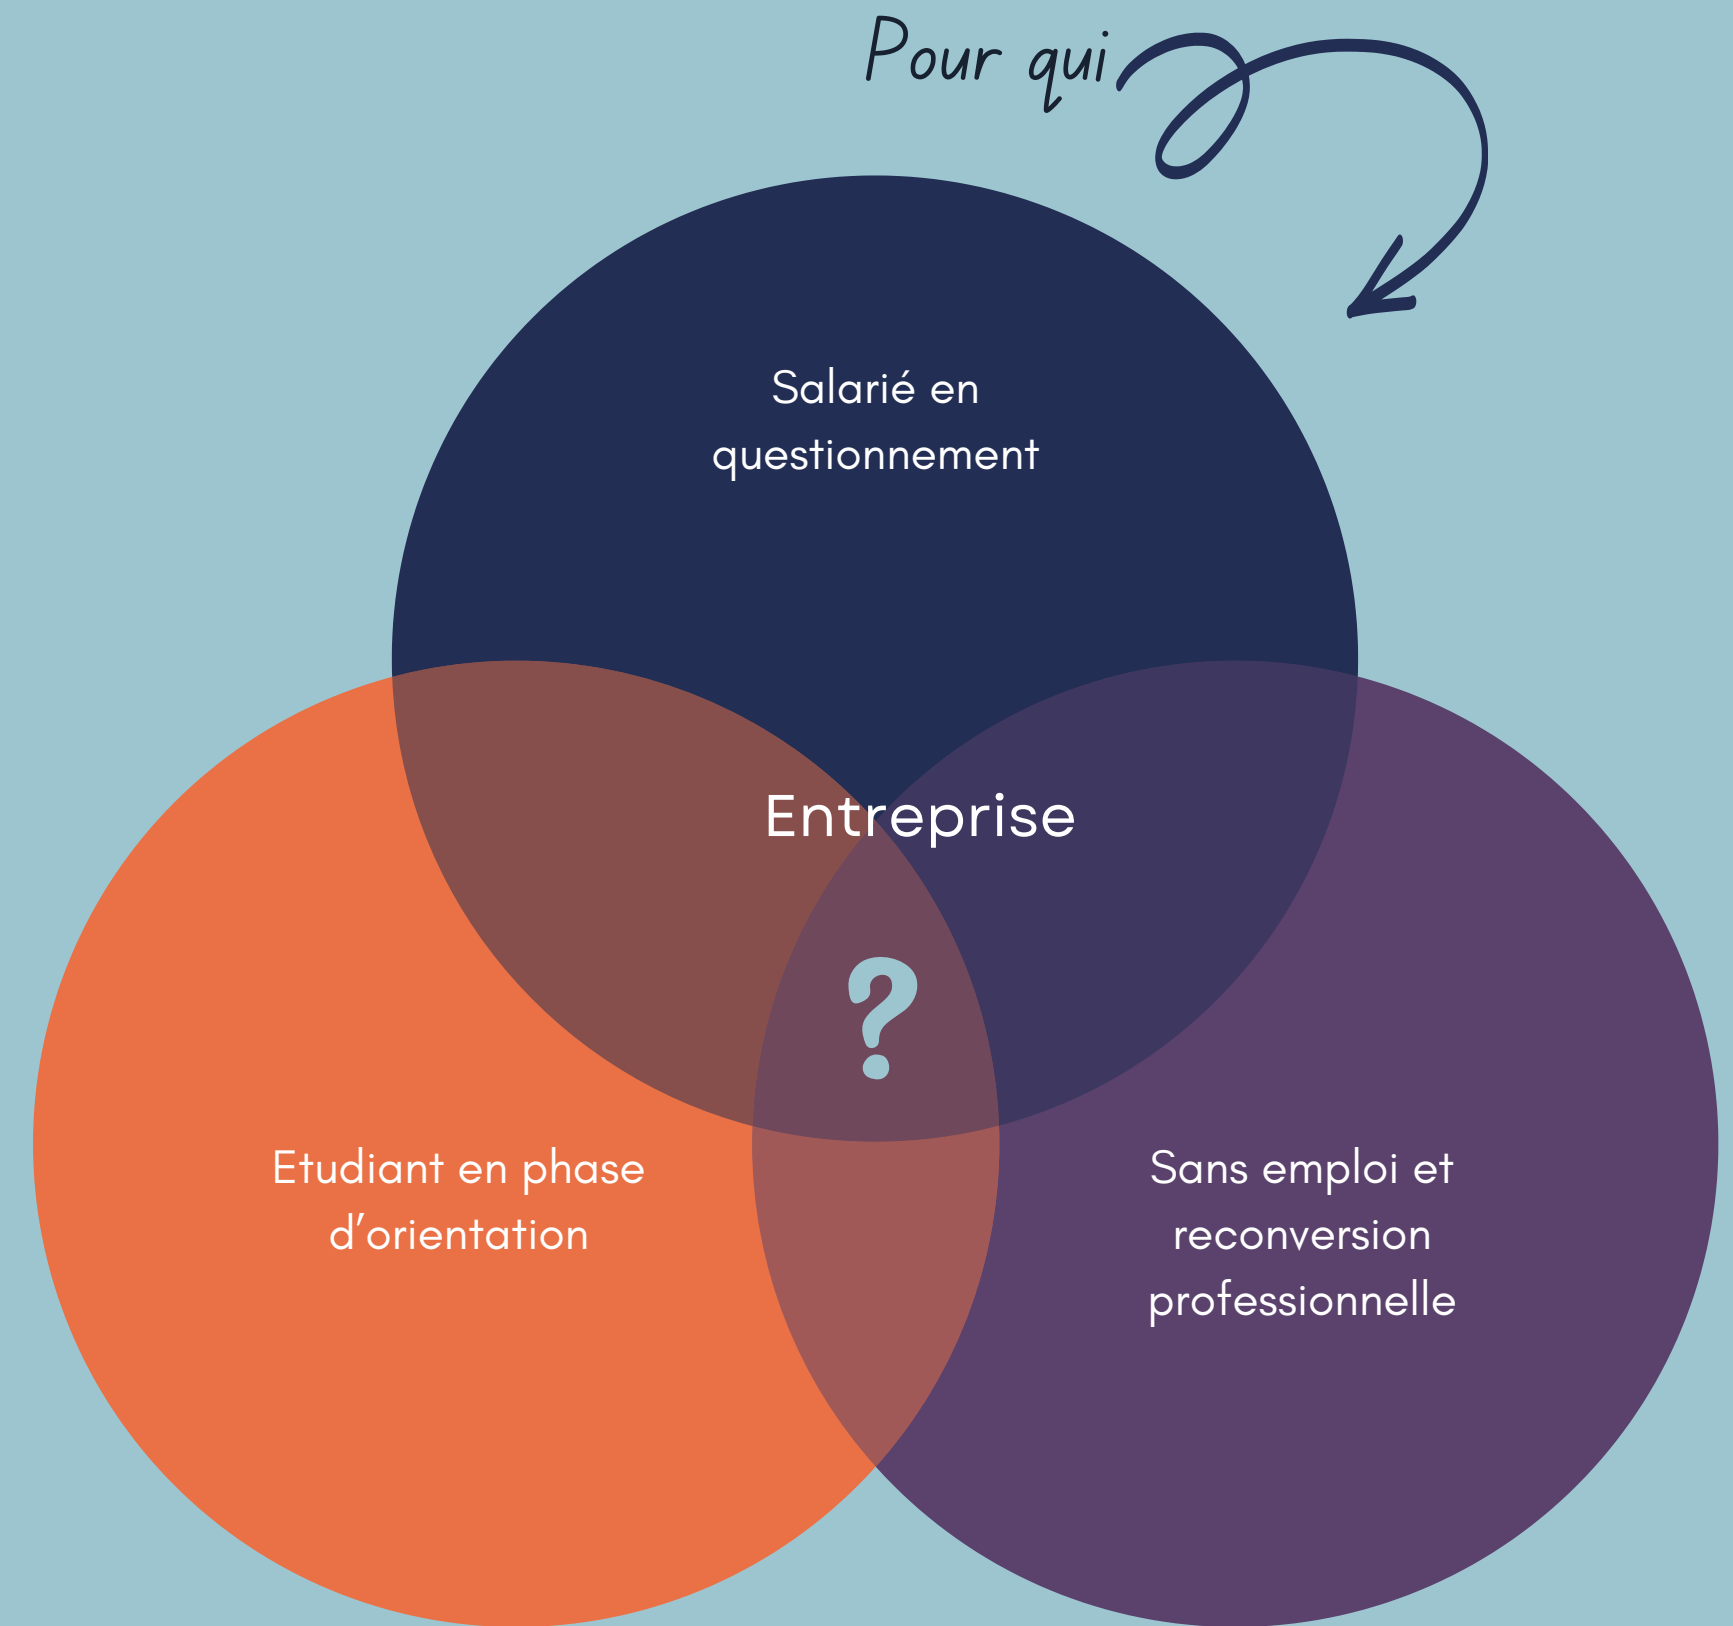 Pour qui
Salarié en
questionnement
Entreprise
?
Etudiant en phase
d’orientation
Sans emploi et
reconversion
professionnelle